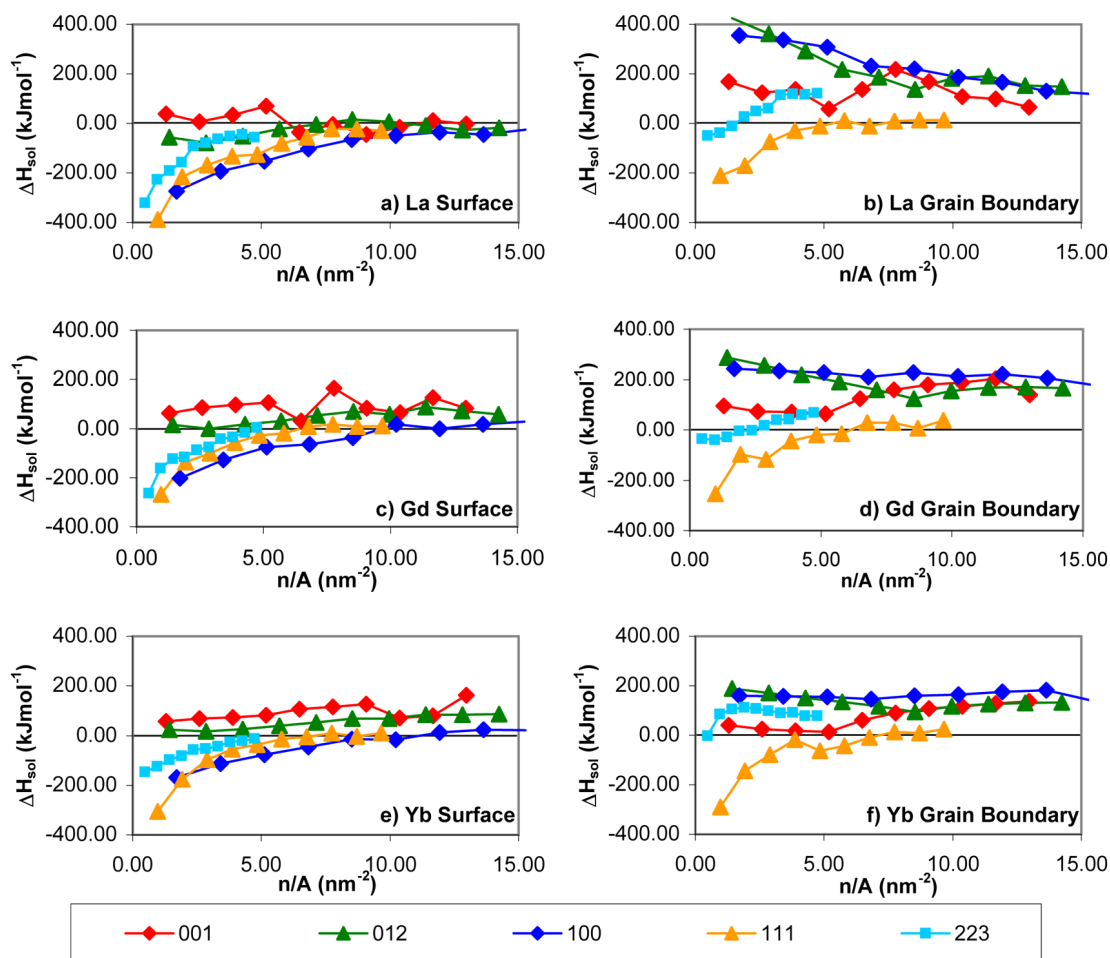 400.00
200.00
0.00
-200.00
-400.00
ΔHsol (kJmol-1)
a) La Surface
0.00 5.00 10.00 15.00
n/A (nm-2)
400.00
200.00
0.00
-200.00
-400.00
ΔHsol (kJmol-1)
b) La Grain Boundary
0.00 5.00 10.00 15.00
n/A (nm-2)
400.00
200.00
0.00
-200.00
-400.00
ΔHsol (kJmol-1)
c) Gd Surface
0.00 5.00 10.00 15.00
n/A (nm-2)
400.00
200.00
0.00
-200.00
-400.00
ΔHsol (kJmol-1)
d) Gd Grain Boundary
0.00 5.00 10.00 15.00
n/A (nm-2)
400.00
200.00
0.00
-200.00
-400.00
ΔHsol (kJmol-1)
e) Yb Surface
0.00 5.00 10.00 15.00
n/A (nm-2)
400.00
200.00
0.00
-200.00
-400.00
ΔHsol (kJmol-1)
f) Yb Grain Boundary
0.00 5.00 10.00 15.00
n/A (nm-2)
001 012 100 111 223